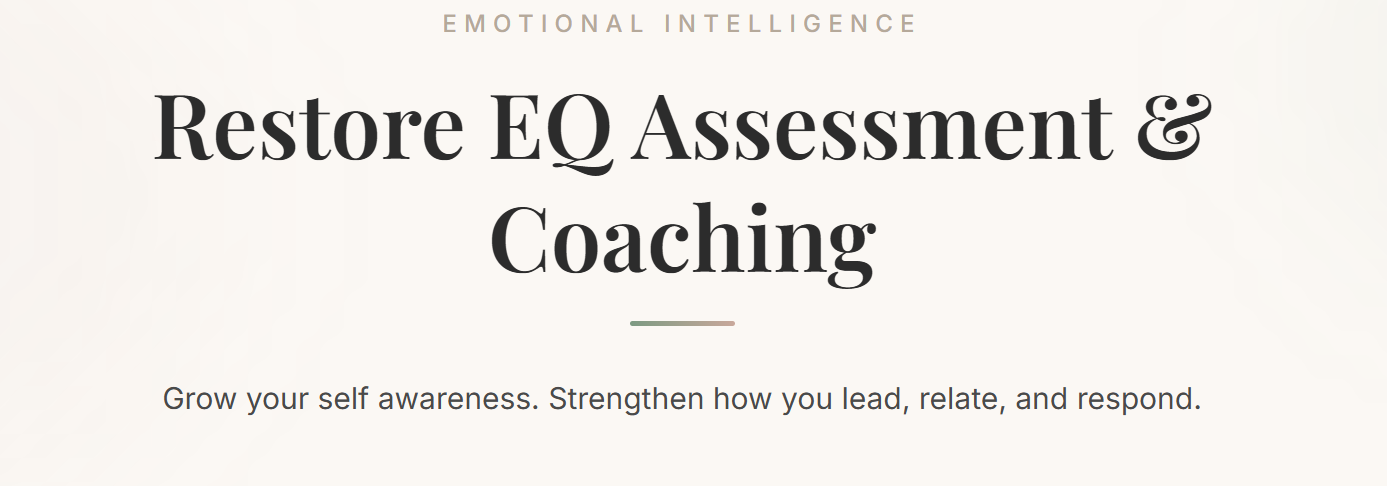 EMOTIONAL INTELLIGENCE
Restore EQ Assessment &
Coaching
Grow your self awareness. Strengthen how you lead, relate, and respond.